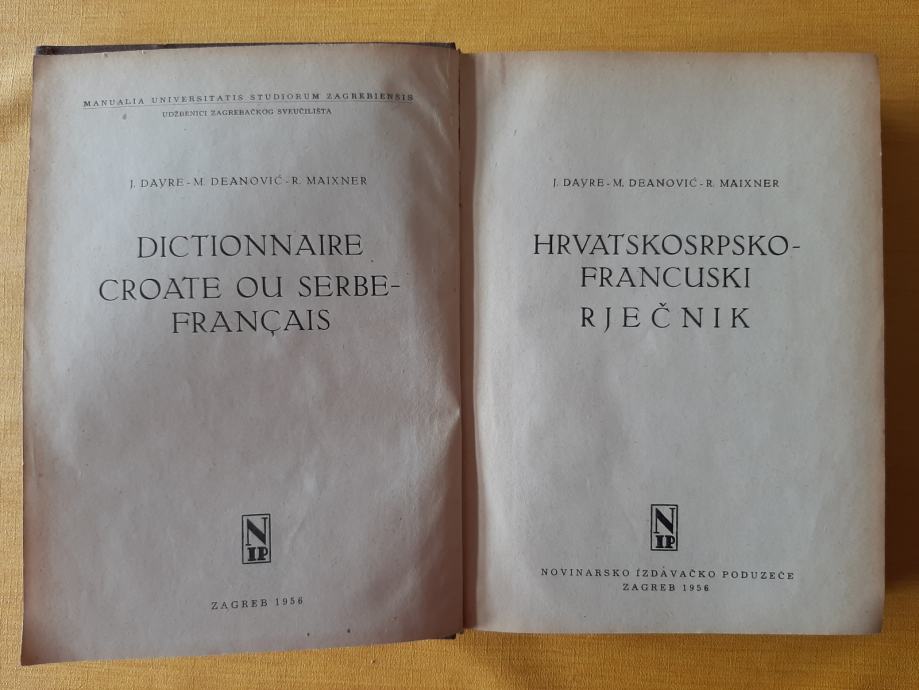 MANUALIA UNIVERSITATIS STUDIORUM ZAGREBIENSIS
UDŽBENICI ZAGREBAČKOG SVEUČILIŠTA
J. DAYRE - M. DEANOVIĆ - R. MAIXNER
DICTIONNAIRE
CROATE OU SERBE-
FRANÇAIS
N
IP
ZAGREB 1956
J. DAYRE - M. DEANOVIĆ - R. MAIXNER
HRVATSKOSRPSKO-
FRANCUSKI
RJEČNIK
N
IP
NOVINARSKO IZDAVAČKO PODUZEĆE
ZAGREB 1956